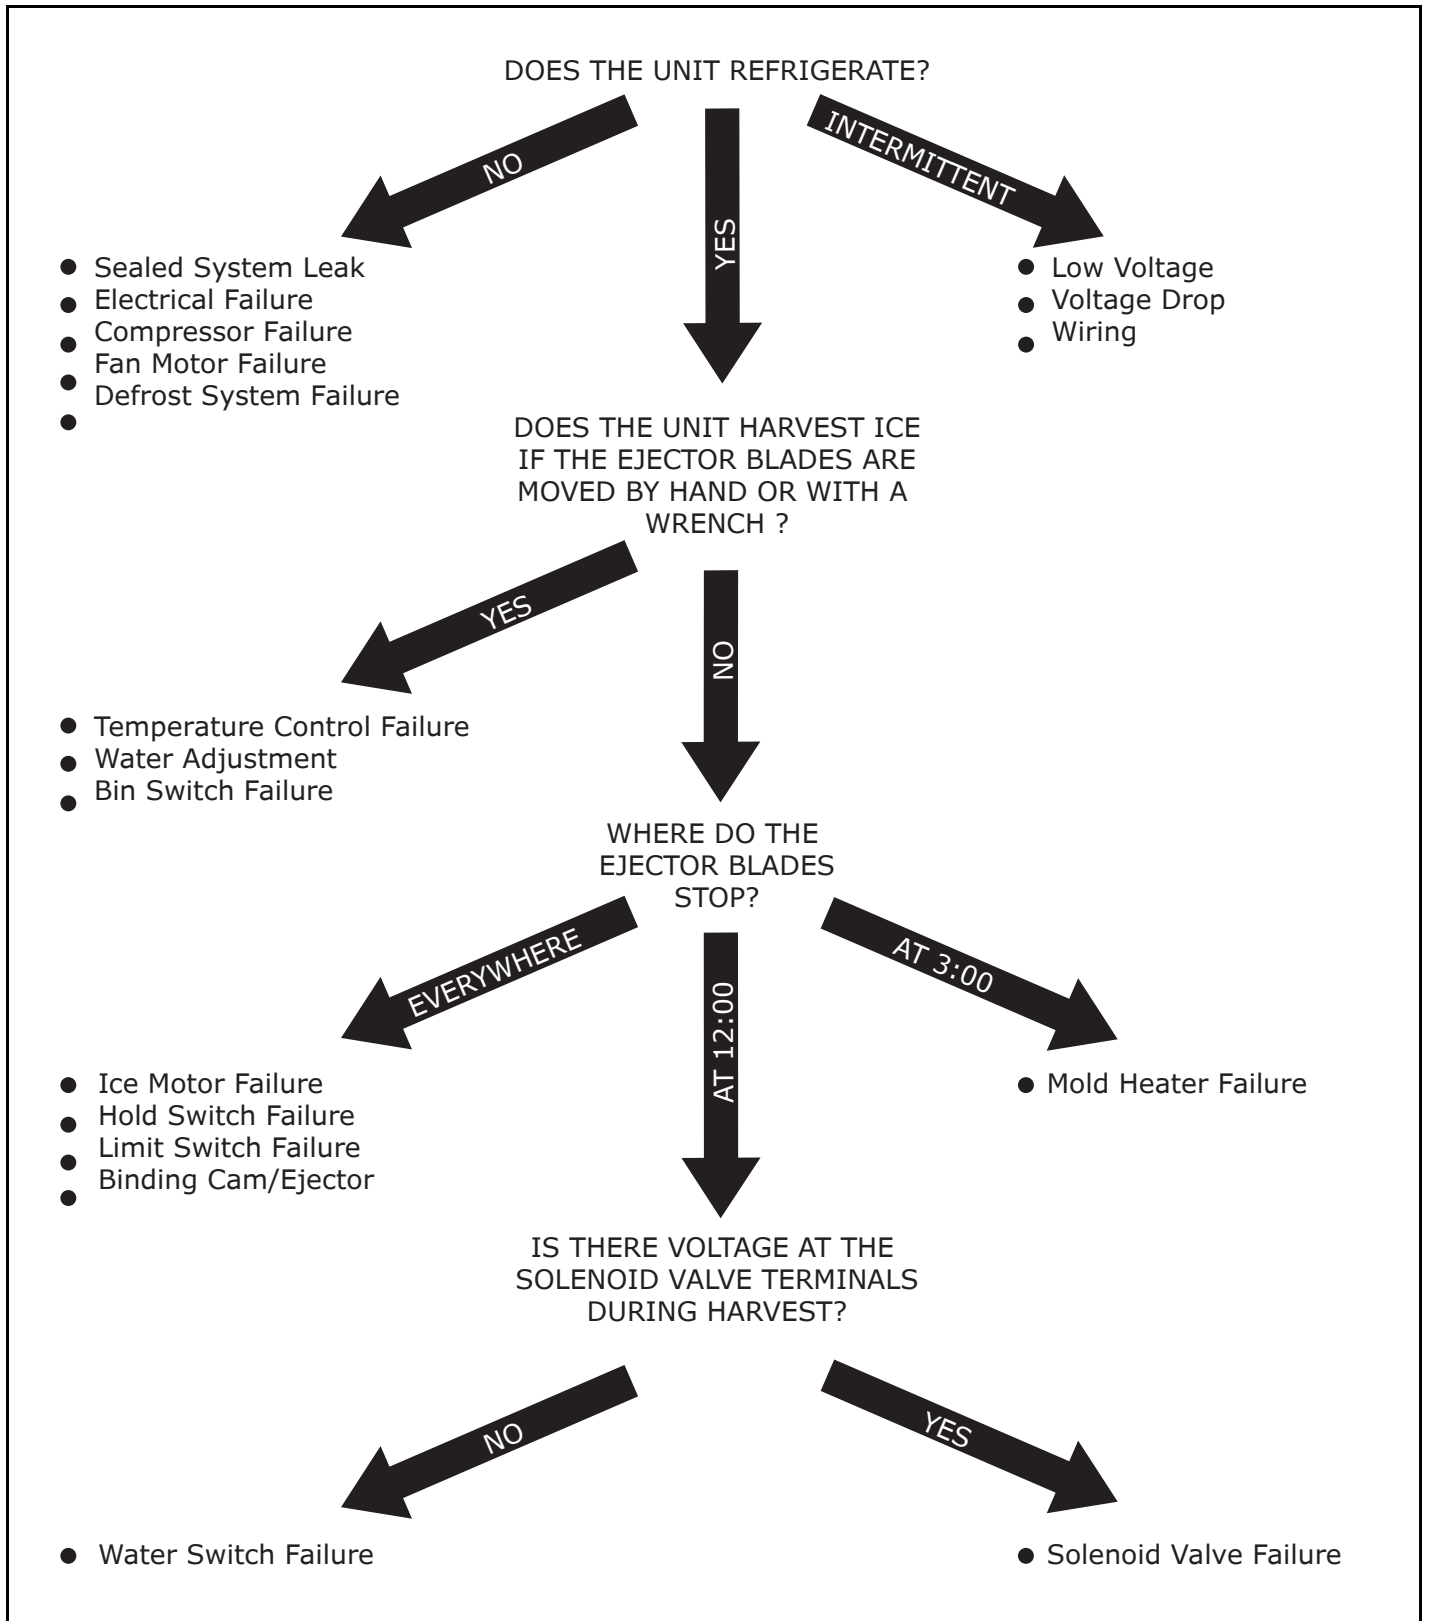 DOES THE UNIT REFRIGERATE?
NO
YES
INTERMITTENT
● Sealed System Leak
● Electrical Failure
● Compressor Failure
● Fan Motor Failure
● Defrost System Failure
● Low Voltage
● Voltage Drop
● Wiring
DOES THE UNIT HARVEST ICE
IF THE EJECTOR BLADES ARE
MOVED BY HAND OR WITH A
WRENCH ?
YES
NO
● Temperature Control Failure
● Water Adjustment
● Bin Switch Failure
WHERE DO THE
EJECTOR BLADES
STOP?
EVERYWHERE
AT 12:00
AT 3:00
● Ice Motor Failure
● Hold Switch Failure
● Limit Switch Failure
● Binding Cam/Ejector
● Mold Heater Failure
IS THERE VOLTAGE AT THE
SOLENOID VALVE TERMINALS
DURING HARVEST?
NO
YES
● Water Switch Failure
● Solenoid Valve Failure